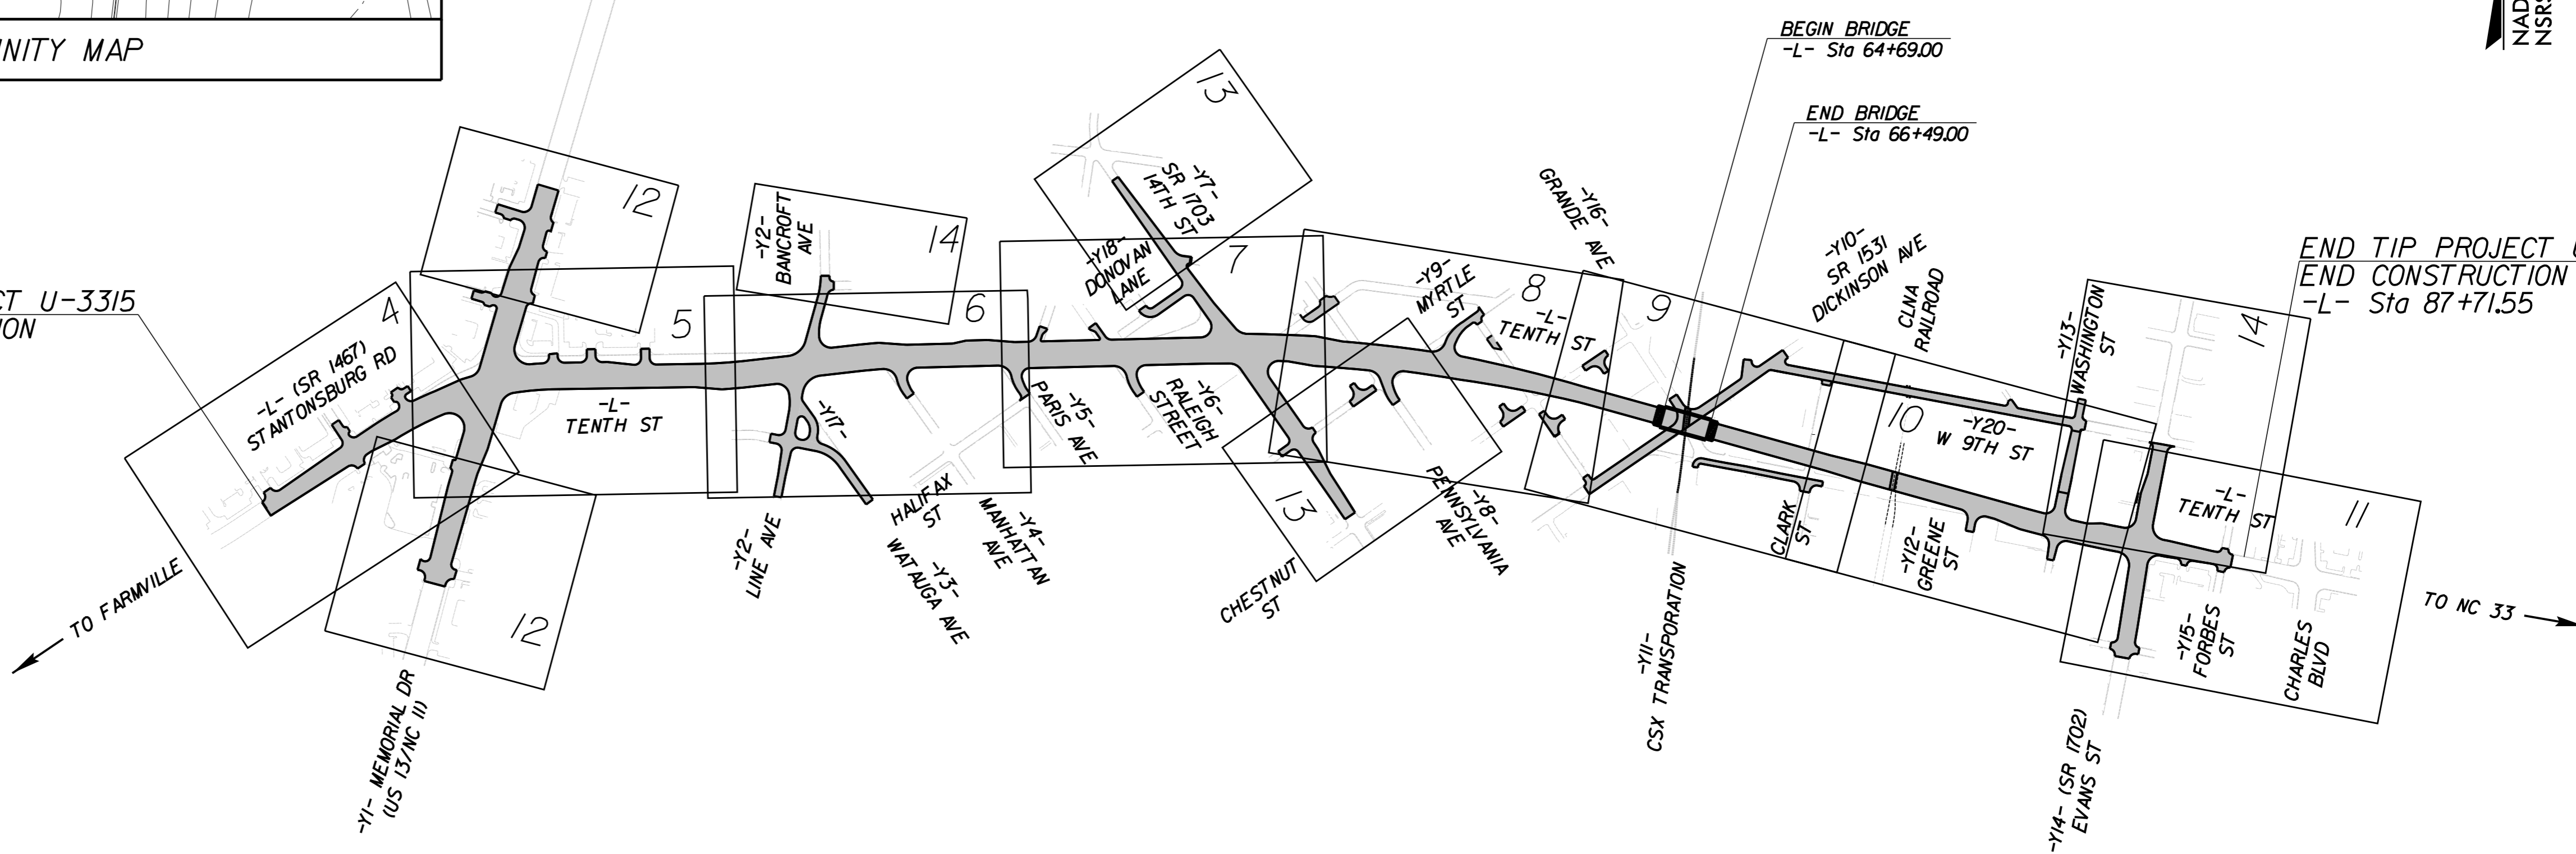 NITY MAP
BEGIN BRIDGE
-L- Sta 64+69.00
END BRIDGE
-L- Sta 66+49.00
NAD
NSRS
CT U-3315
ION
END TIP PROJECT
END CONSTRUCTION
-L- Sta 87+71.55
12
13
14
4
5
6
7
8
9
10
14
11
12
13
-L- (SR 1467)
STANTONSBURG RD
-L-
TENTH ST
-Y2-
BANCROFT
AVE
-Y17-
-Y18-
DONOVAN
LANE
-Y7-
SR 1703
14TH ST
-Y5-
PARIS AVE
-Y6-
RALEIGH
STREET
-Y9-
MYRTLE
ST
-L-
TENTH ST
-Y16-
GRANDE AVE
-Y10-
SR 1531
DICKINSON AVE
CLNA
RAILROAD
-Y13-
WASHINGTON
ST
-Y20-
W 9TH ST
-L-
TENTH ST
TO FARMVILLE
-Y1- MEMORIAL DR
(US 13/NC 11)
-Y2-
LINE AVE
HALIFAX
ST
-Y3-
WATAUGA AVE
-Y4-
MANHATTAN
AVE
CHESTNUT
ST
-Y8-
PENNSYLVANIA
AVE
-Y11-
CSX TRANSPORATION
CLARK
ST
-Y12-
GREENE
ST
-Y14- (SR 1702)
EVANS ST
-Y15-
FORBES
ST
CHARLES
BLVD
TO NC 33